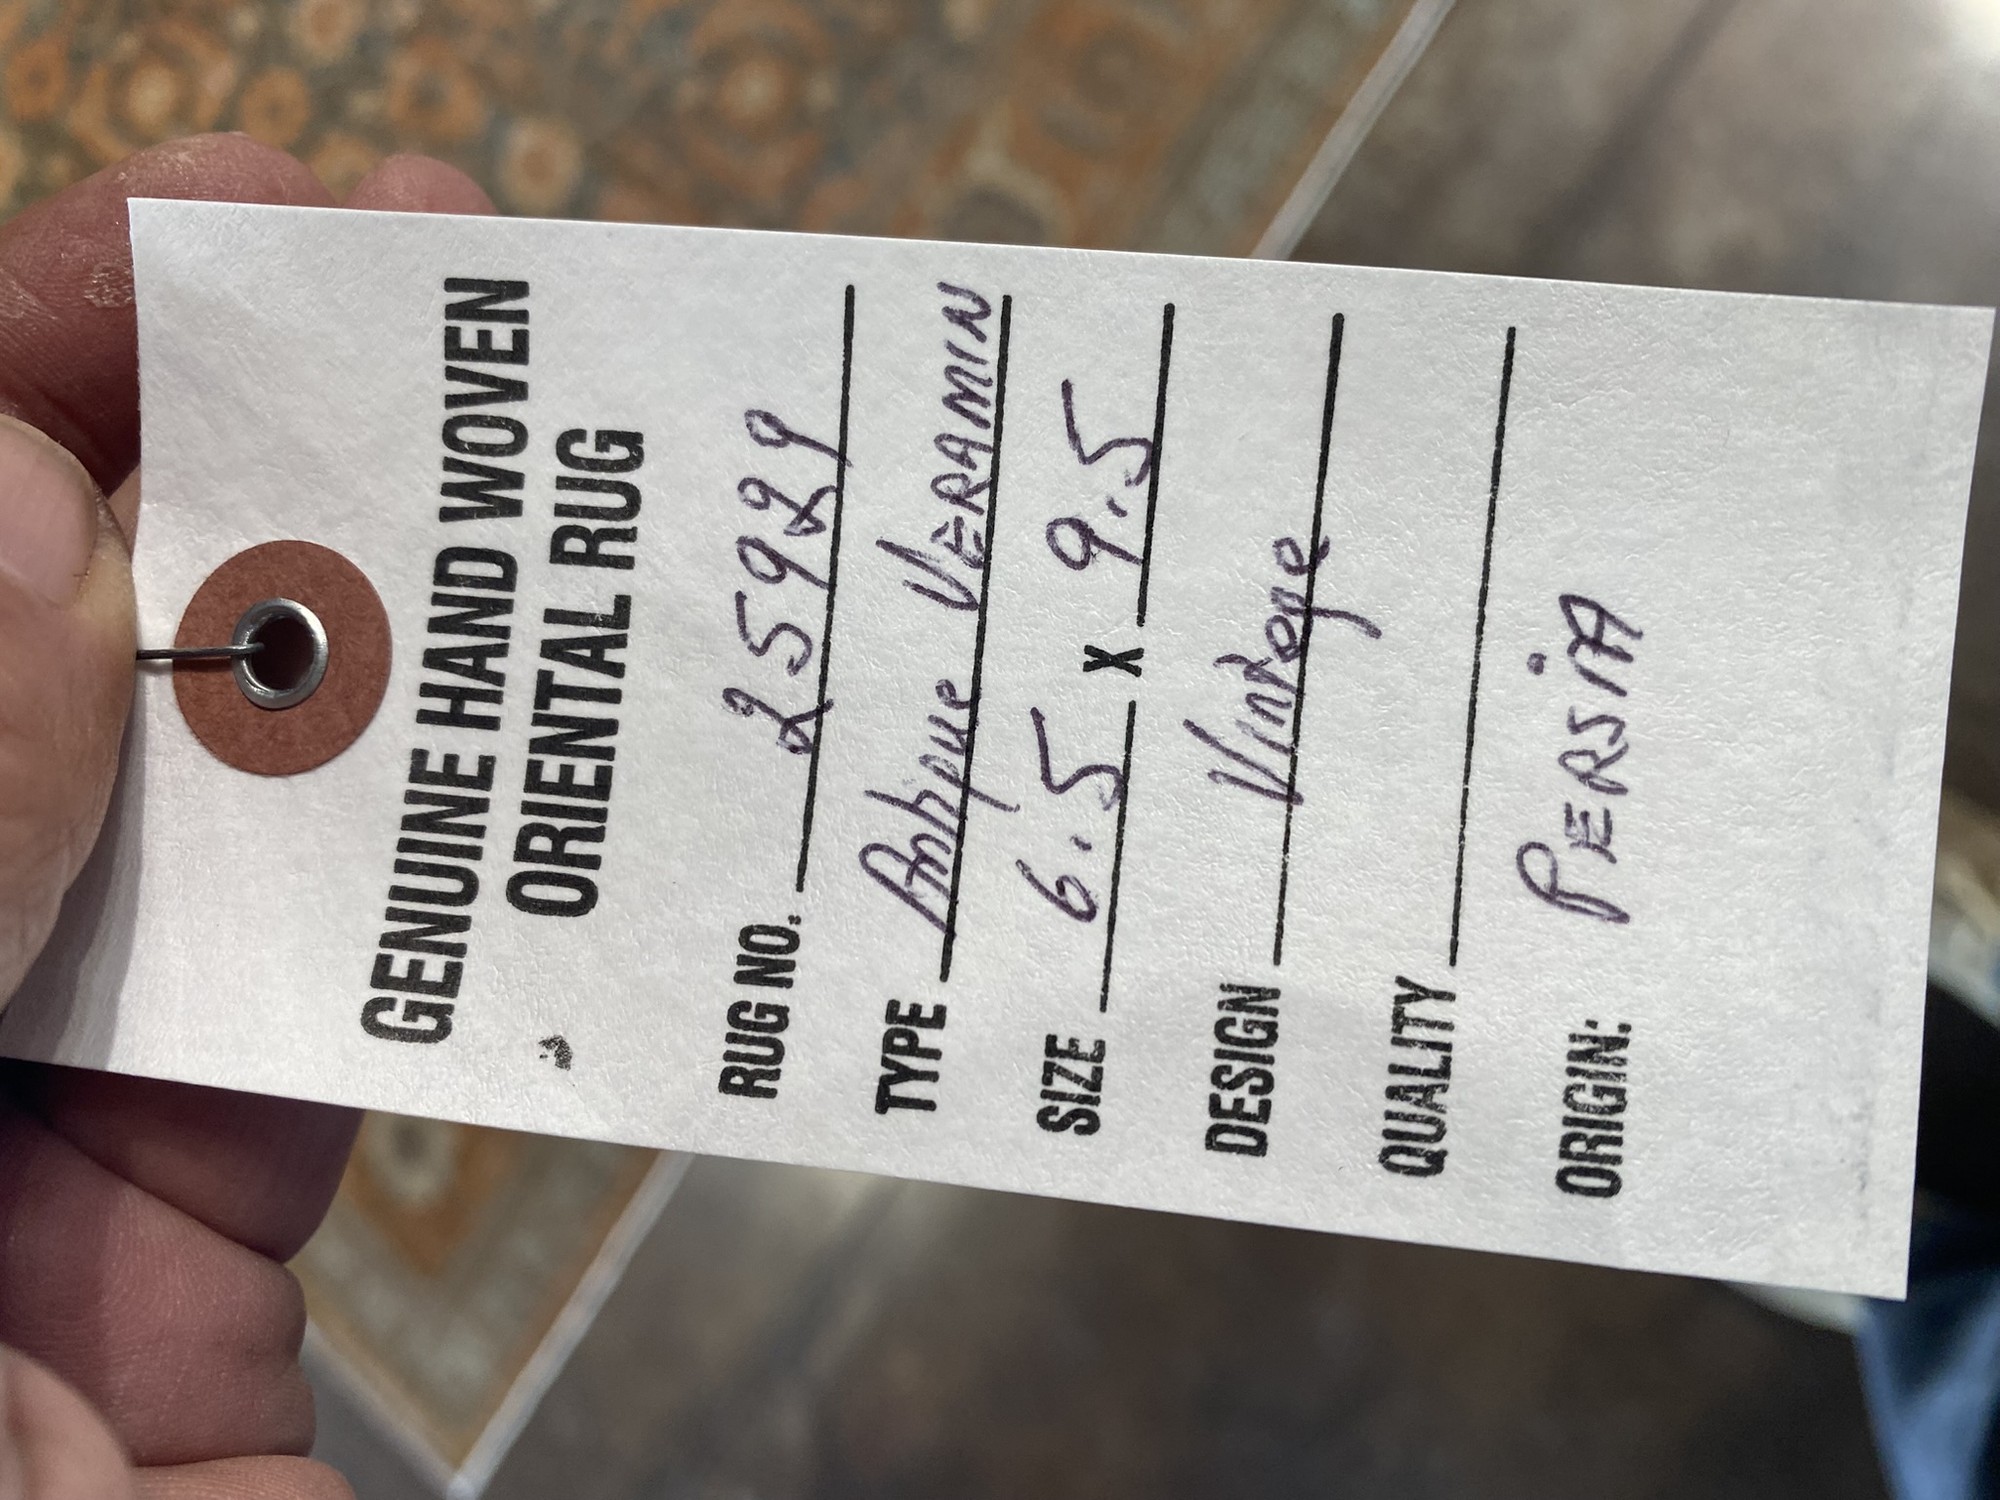 GENUINE HAND WOVEN
ORIENTAL RUG
RUG NO.: 25929
TYPE Antique VERAMIN
SIZE 6.5 X 9.5
DESIGN Vintage
QUALITY
ORIGIN: PERSiA